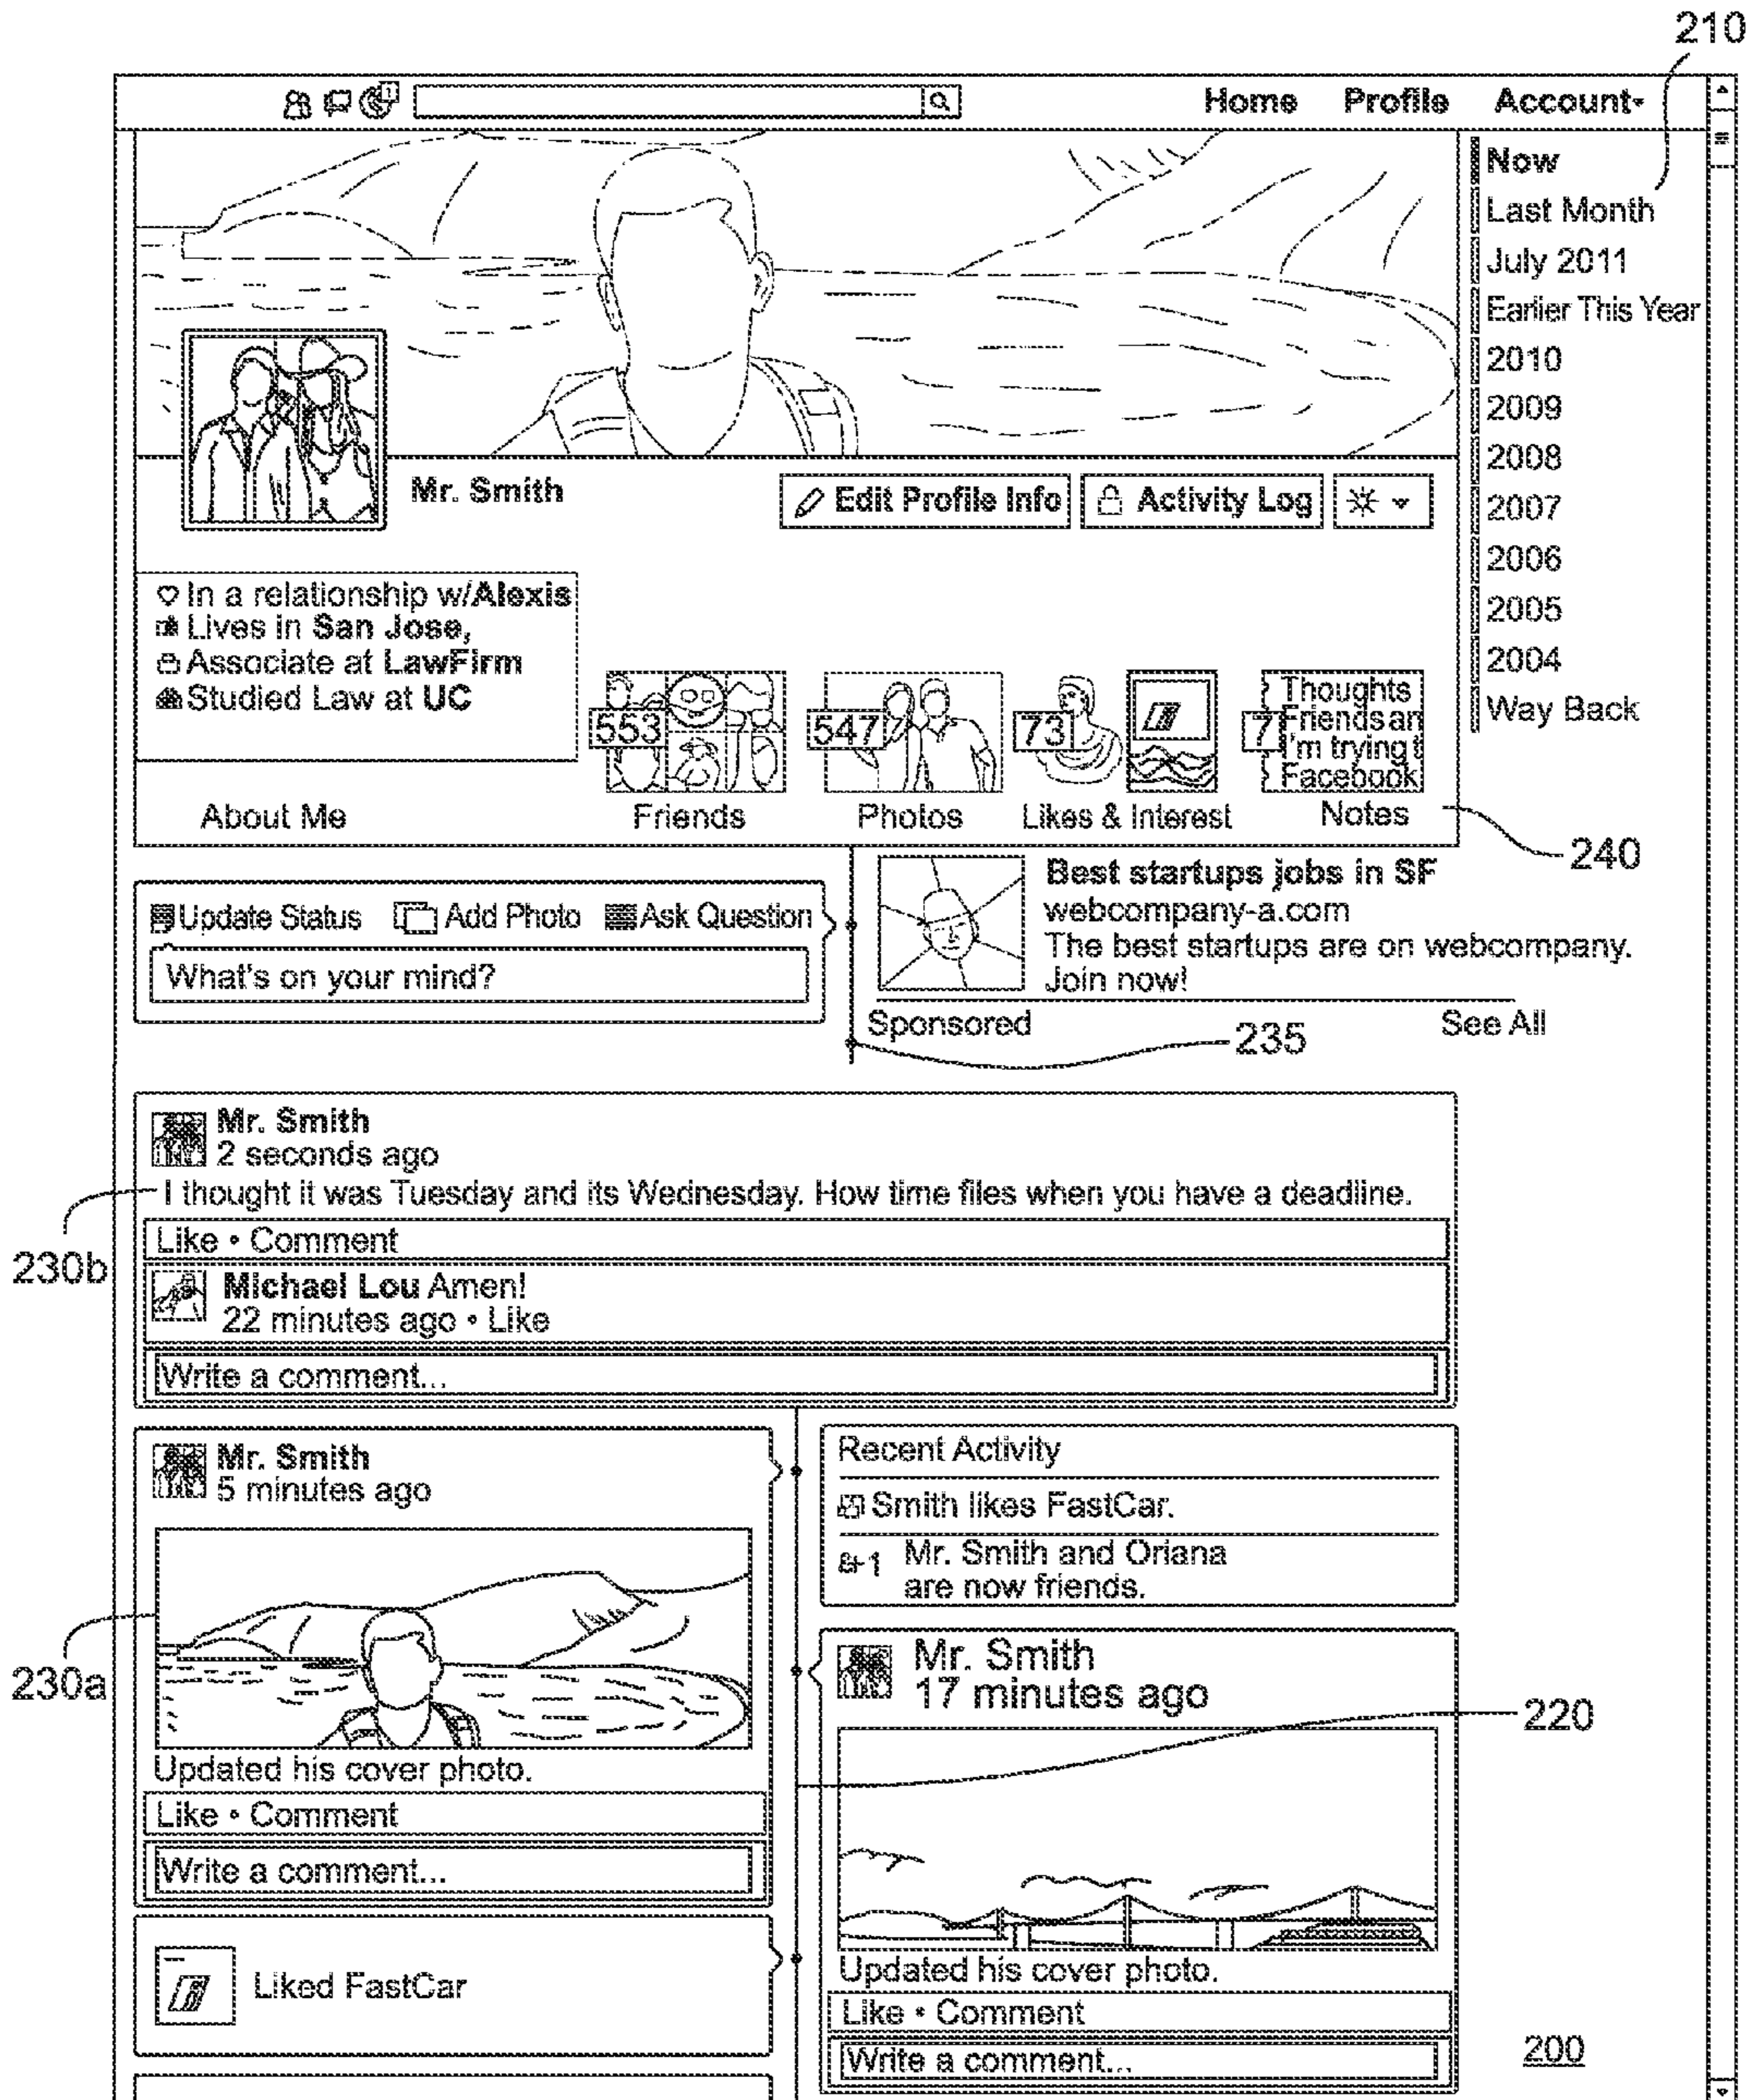 210
1
Home Profile Account
Now
Last Month
July 2011
Earlier This Year
2010
2009
2008
2007
2006
2005
2004
Way Back
Mr. Smith
Edit Profile Info
Activity Log
In a relationship w/Alexis
Lives in San Jose,
Associate at LawFirm
Studied Law at UC
About Me
553
Friends
547
Photos
73
Likes & Interest
7
Thoughts
Friends an
I'm trying t
Facebook
Notes
240
Update Status Add Photo Ask Question
What's on your mind?
Best startups jobs in SF
webcompany-a.com
The best startups are on webcompany.
Join now!
Sponsored See All
235
Mr. Smith
2 seconds ago
I thought it was Tuesday and its Wednesday. How time files when you have a deadline.
230b
Like • Comment
Michael Lou Amen!
22 minutes ago • Like
Write a comment...
Mr. Smith
5 minutes ago
230a
Updated his cover photo.
Like • Comment
Write a comment...
Liked FastCar
Recent Activity
Smith likes FastCar.
&+1 Mr. Smith and Oriana
are now friends.
Mr. Smith
17 minutes ago
220
Updated his cover photo.
Like • Comment
Write a comment...
200